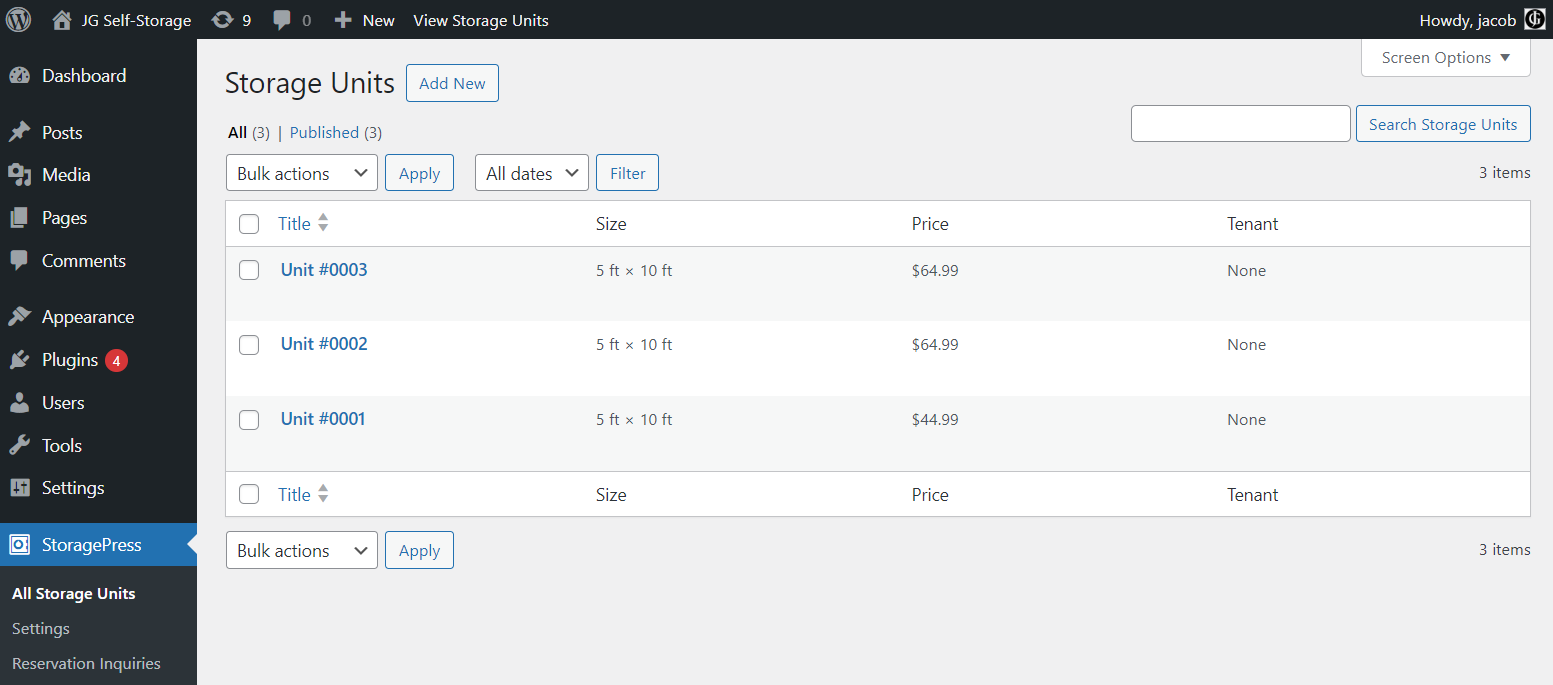 JG Self-Storage 9 0 New View Storage Units Howdy, jacob
Dashboard
Posts
Media
Pages
Comments
Appearance
Plugins 4
Users
Tools
Settings
StoragePress
All Storage Units
Settings
Reservation Inquiries
Screen Options ▼
Storage Units Add New
All (3) | Published (3)
Search Storage Units
Bulk actions Apply All dates Filter 3 items
Title Size Price Tenant
Unit #0003 5 ft × 10 ft $64.99 None
Unit #0002 5 ft × 10 ft $64.99 None
Unit #0001 5 ft × 10 ft $44.99 None
Title Size Price Tenant
Bulk actions Apply 3 items